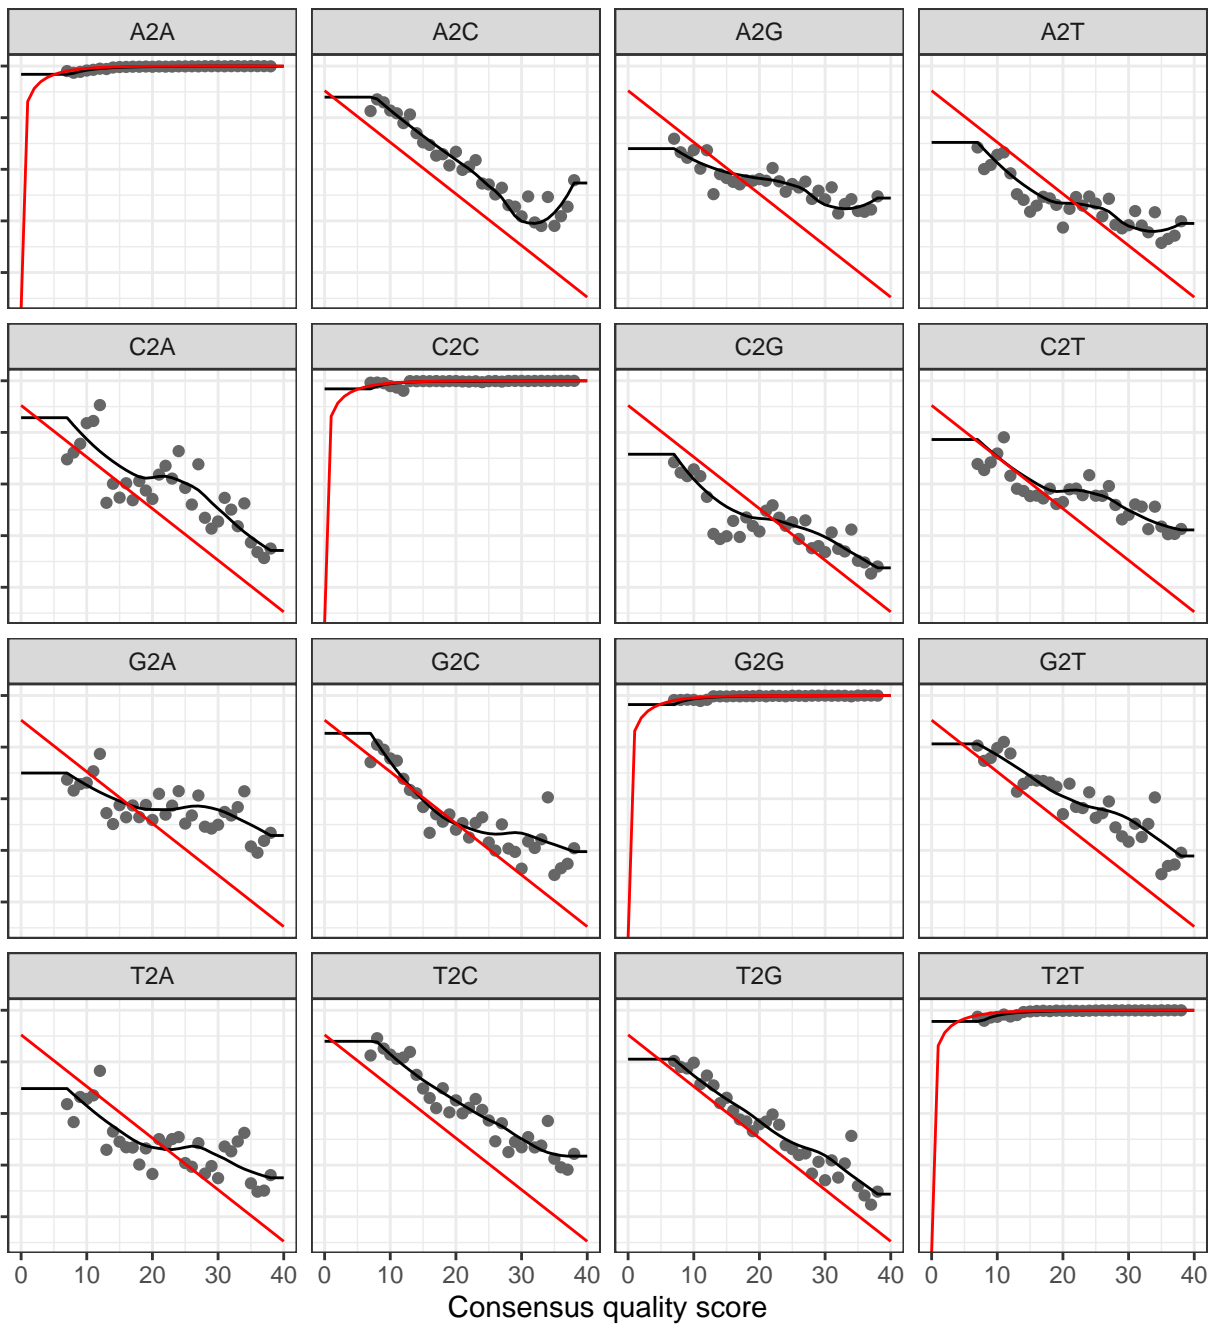 A2A A2C A2G A2T
C2A C2C C2G C2T
G2A G2C G2G G2T
T2A T2C T2G T2T
0 10 20 30 40 0 10 20 30 40 0 10 20 30 40 0 10 20 30 40
Consensus quality score